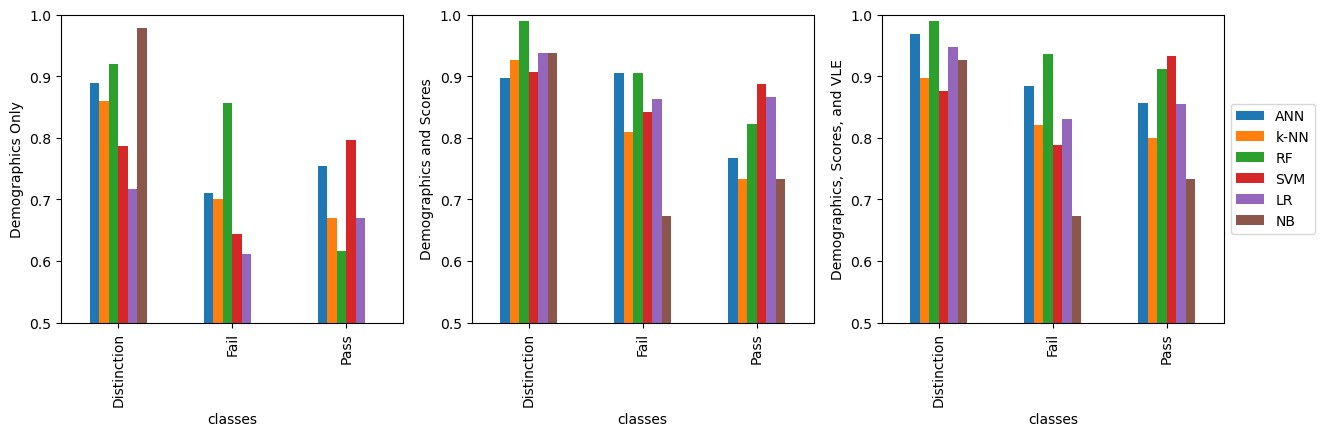 Demographics Only
1.0
0.9
0.8
0.7
0.6
0.5
Distinction
Fail
Pass
classes
Demographics and Scores
1.0
0.9
0.8
0.7
0.6
0.5
Distinction
Fail
Pass
classes
Demographics, Scores, and VLE
1.0
0.9
0.8
0.7
0.6
0.5
Distinction
Fail
Pass
classes
ANN
k-NN
RF
SVM
LR
NB